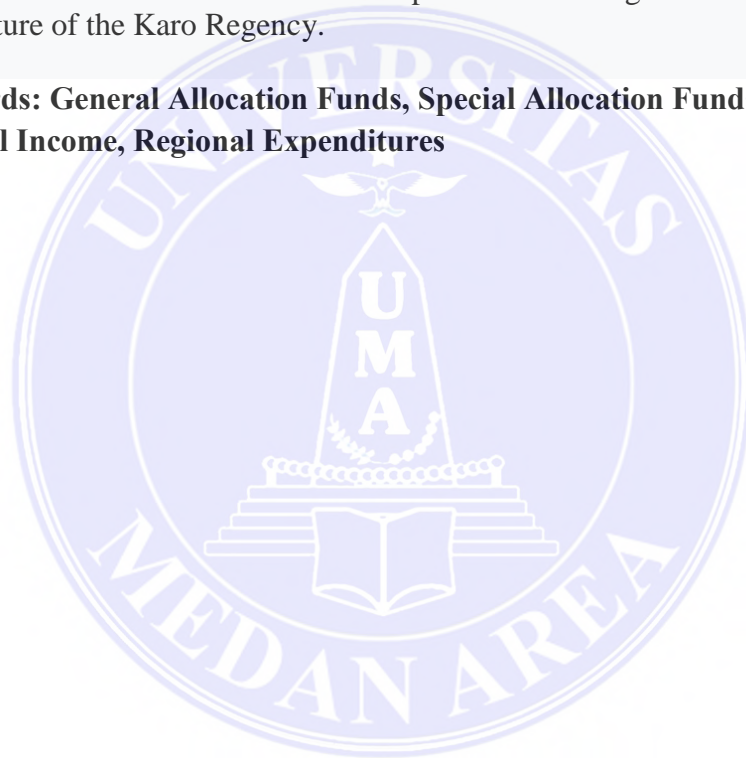 ture of the Karo Regency.
ds: General Allocation Funds, Special Allocation Fund
l Income, Regional Expenditures
UNIVERSITAS
UMA
MEDAN AREA